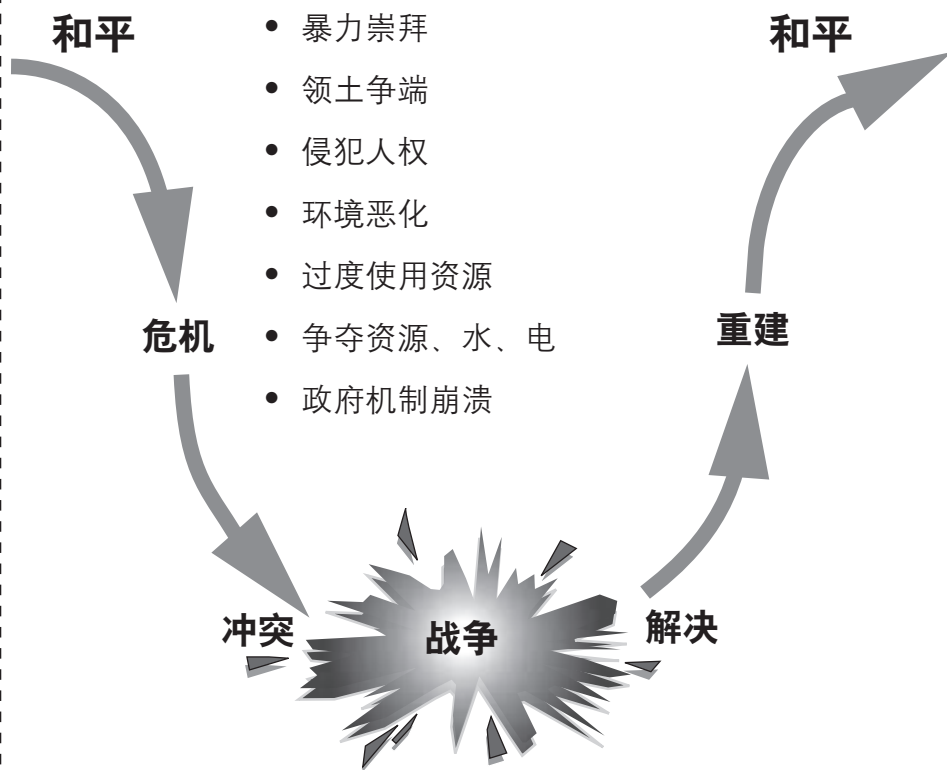 和平
和平
• 暴力崇拜
• 领土争端
• 侵犯人权
• 环境恶化
• 过度使用资源
• 争夺资源、水、电
• 政府机制崩溃
危机
重建
冲突
战争
解决